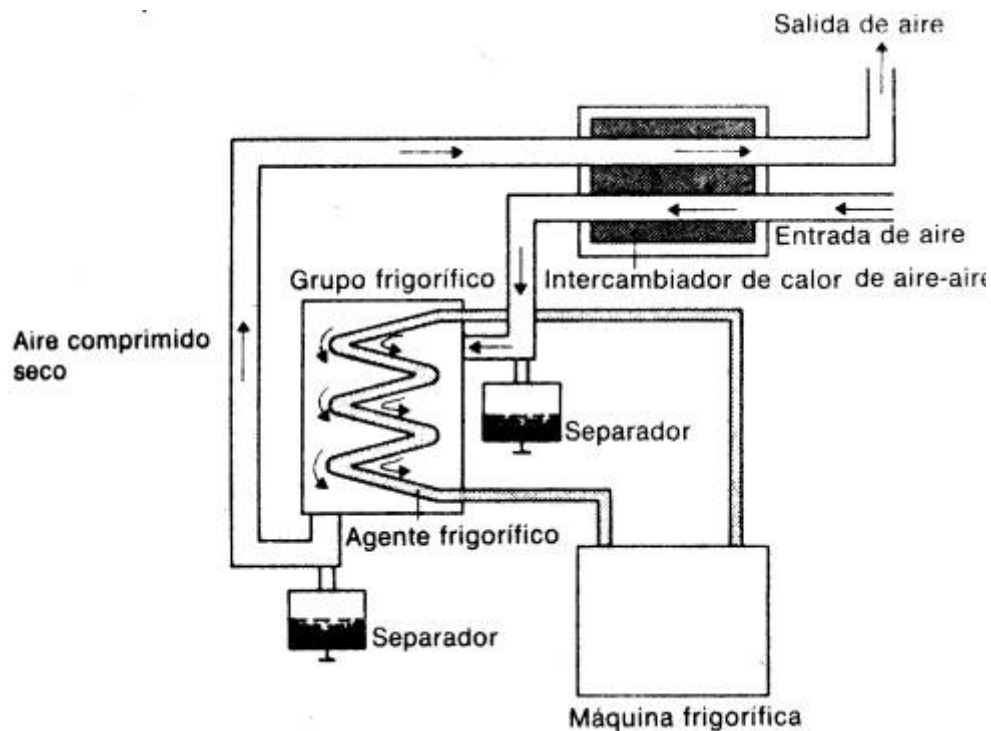 Salida de aire
Entrada de aire
Intercambiador de calor de aire-aire
Grupo frigorífico
Aire comprimido
seco
Separador
Agente frigorífico
Separador
Máquina frigorífica